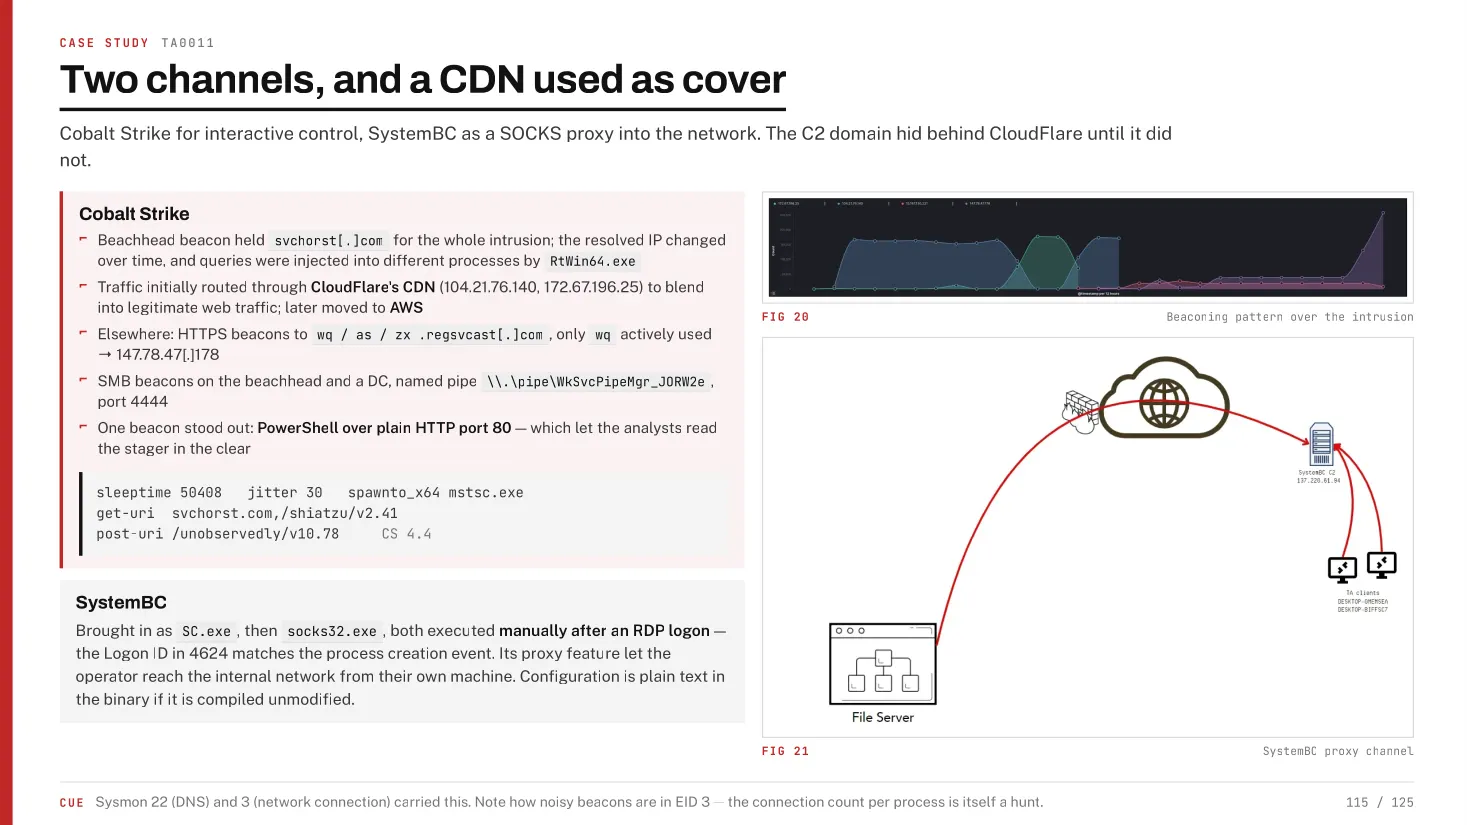 CASE STUDY TA0011
Two channels, and a CDN used as cover
Cobalt Strike for interactive control, SystemBC as a SOCKS proxy into the network. The C2 domain hid behind CloudFlare until it did
not.
Cobalt Strike
Beachhead beacon held svchorst[.]com for the whole intrusion; the resolved IP changed
over time, and queries were injected into different processes by RtWin64.exe
Traffic initially routed through CloudFlare's CDN (104.21.76.140, 172.67.196.25) to blend
into legitimate web traffic; later moved to AWS
Elsewhere: HTTPS beacons to wq / as / zx .regsvcast[.]com, only wq actively used
→ 147.78.47[.]178
SMB beacons on the beachhead and a DC, named pipe \\.\pipe\WkSvcPipeMgr_JORW2e,
port 4444
One beacon stood out: PowerShell over plain HTTP port 80 — which let the analysts read
the stager in the clear
sleeptime 50408 jitter 30 spawnto_x64 mstsc.exe
get-uri svchorst.com,/shiatzu/v2.41
post-uri /unobservedly/v10.78 CS 4.4
SystemBC
Brought in as SC.exe, then socks32.exe, both executed manually after an RDP logon —
the Logon ID in 4624 matches the process creation event. Its proxy feature let the
operator reach the internal network from their own machine. Configuration is plain text in
the binary if it is compiled unmodified.
FIG 20 Beaconing pattern over the intrusion
SystemBC C2
137.220.61.94
TA clients
File Server
FIG 21 SystemBC proxy channel
CUE Sysmon 22 (DNS) and 3 (network connection) carried this. Note how noisy beacons are in EID 3 — the connection count per process is itself a hunt.
115 / 125